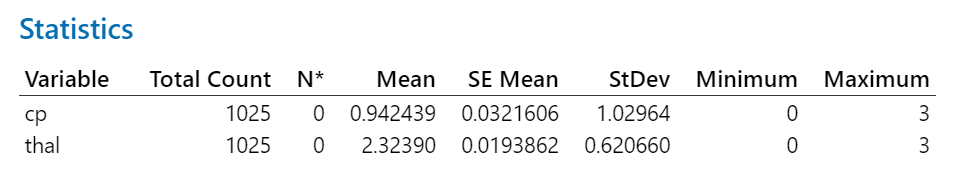 Statistics
Variable Total Count N* Mean SE Mean StDev Minimum Maximum
cp 1025 0 0.942439 0.0321606 1.02964 0 3
thal 1025 0 2.32390 0.0193862 0.620660 0 3